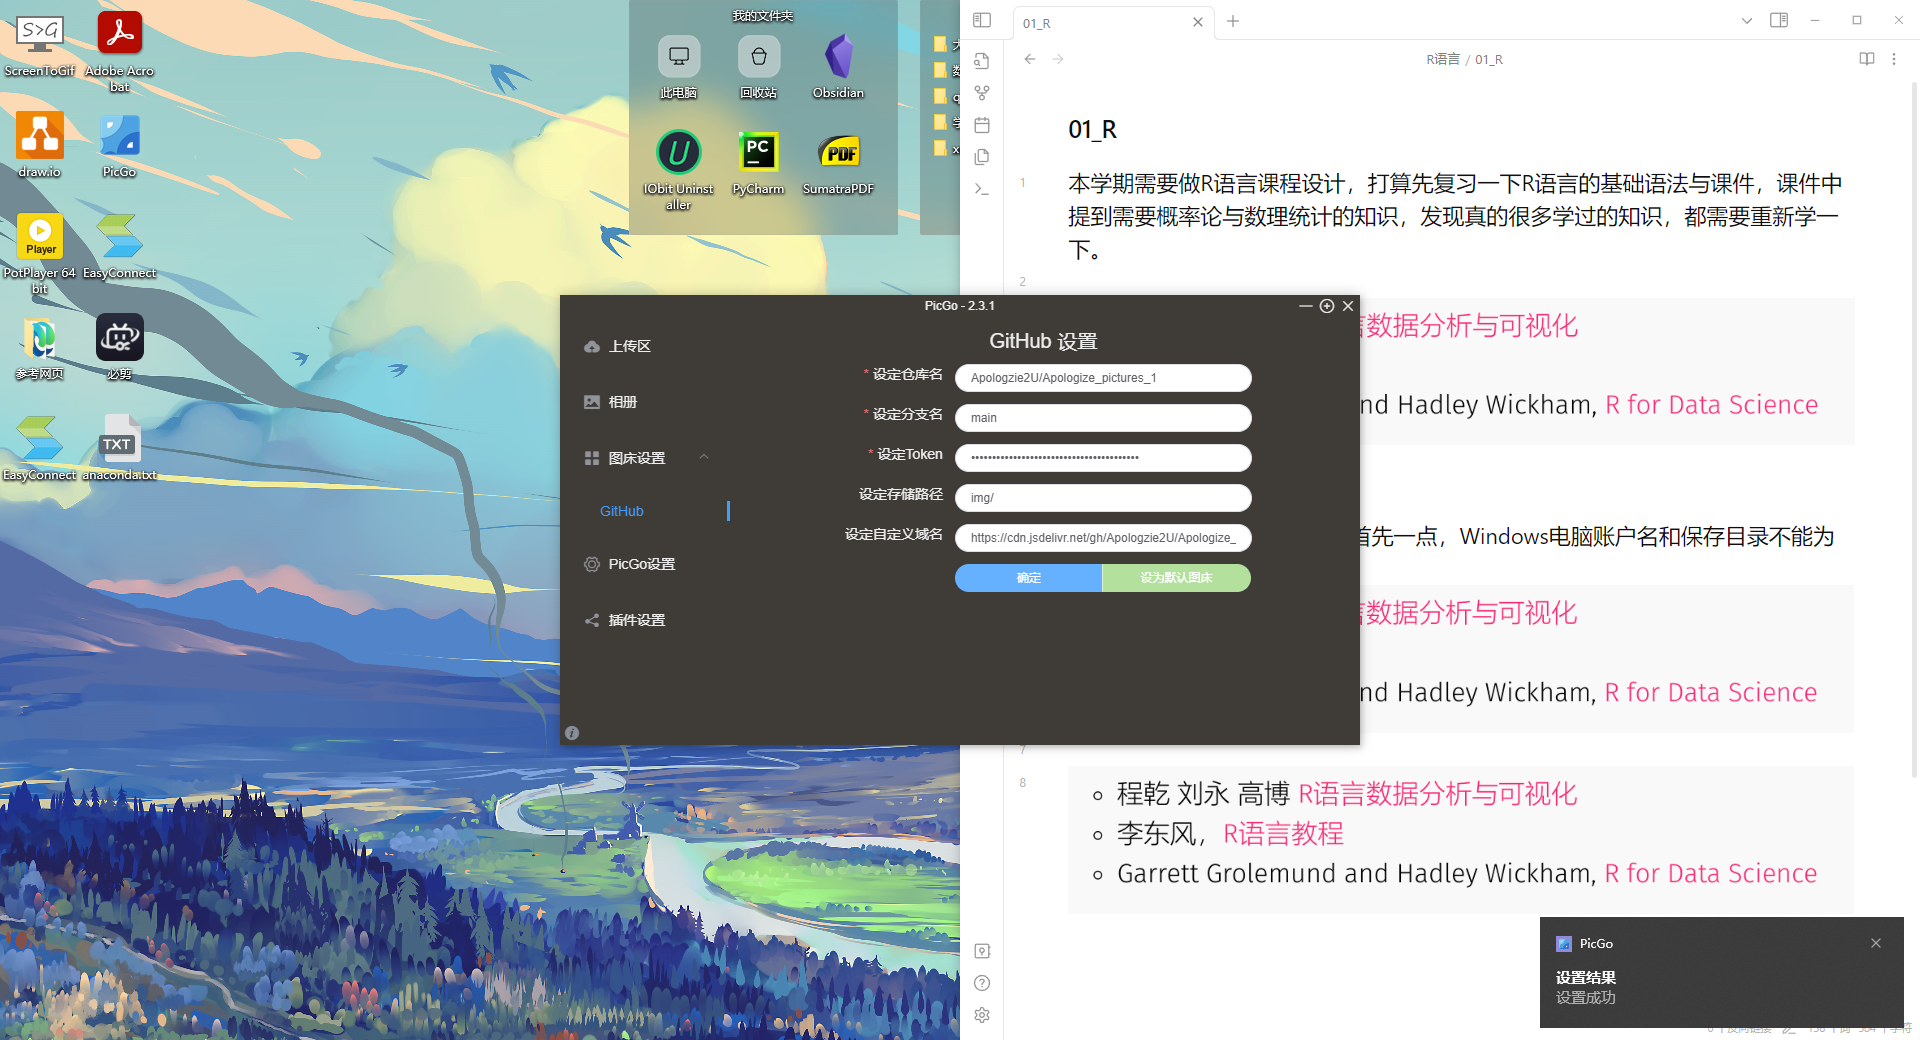 S>G
ScreenToGif
Adobe Acro
bat
draw.io
PicGo
Player
PotPlayer 64
bit
EasyConnect
参考网页
必剪
EasyConnect
TXT
anaconda.txt
我的文件夹
此电脑
回收站
Obsidian
U
IObit Uninst
aller
PC
PyCharm
PDF
SumatraPDF
x
01_R
R语言 / 01_R
01_R
1
本学期需要做R语言课程设计，打算先复习一下R语言的基础语法与课件，课件中
提到需要概率论与数理统计的知识，发现真的很多学过的知识，都需要重新学一
下。
2
言数据分析与可视化
nd Hadley Wickham, R for Data Science
首先一点，Windows电脑账户名和保存目录不能为
言数据分析与可视化
nd Hadley Wickham, R for Data Science
7
8
程乾 刘永 高博 R语言数据分析与可视化
李东风，R语言教程
Garrett Grolemund and Hadley Wickham, R for Data Science
PicGo - 2.3.1
上传区
相册
图床设置
GitHub
PicGo设置
插件设置
GitHub 设置
* 设定仓库名
Apologzie2U/Apologize_pictures_1
* 设定分支名
main
* 设定Token
••••••••••••••••••••••••••••••••••••••••
设定存储路径
img/
设定自定义域名
https://cdn.jsdelivr.net/gh/Apologzie2U/Apologize_
确定
设为默认图床
PicGo
设置结果
设置成功